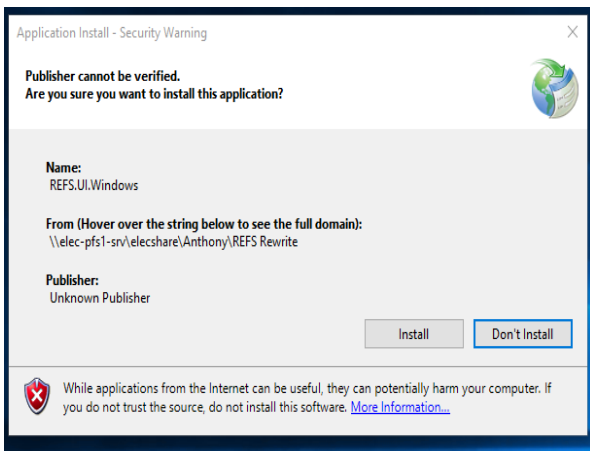 Application Install - Security Warning
Publisher cannot be verified.
Are you sure you want to install this application?
Name:
REFS.UI.Windows
From (Hover over the string below to see the full domain):
\\elec-pfs1-srv\elecshare\Anthony\REFS Rewrite
Publisher:
Unknown Publisher
Install
Don't Install
While applications from the Internet can be useful, they can potentially harm your computer. If
you do not trust the source, do not install this software. More Information...